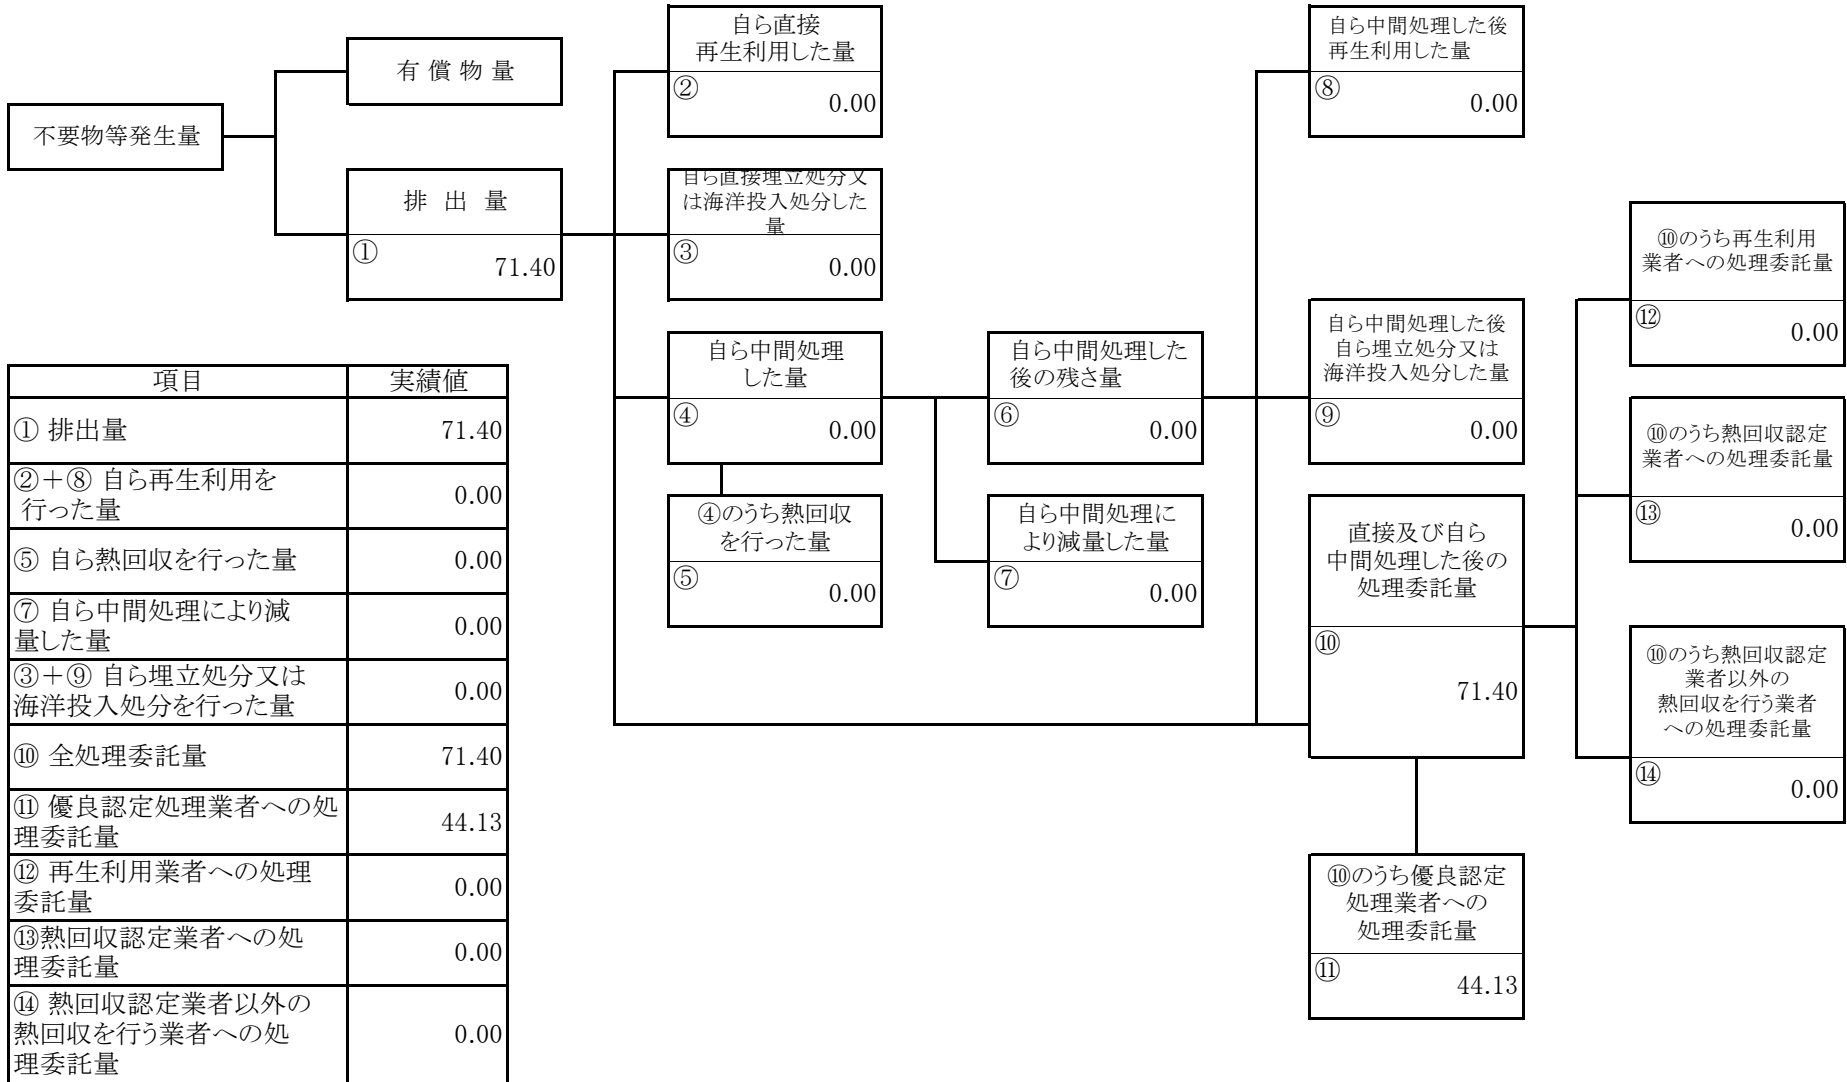 不要物等発生量
有償物量
排出量
①
71.40
自ら直接
再生利用した量
②
0.00
自ら直接埋立処分又
は海洋投入処分した
量
③
0.00
自ら中間処理
した量
④
0.00
④のうち熱回収
を行った量
⑤
0.00
自ら中間処理した
後の残さ量
⑥
0.00
自ら中間処理に
より減量した量
⑦
0.00
自ら中間処理した後
再生利用した量
⑧
0.00
自ら中間処理した後
自ら埋立処分又は
海洋投入処分した量
⑨
0.00
直接及び自ら
中間処理した後の
処理委託量
⑩
71.40
⑩のうち優良認定
処理業者への
処理委託量
⑪
44.13
⑩のうち再生利用
業者への処理委託量
⑫
0.00
⑩のうち熱回収認定
業者への処理委託量
⑬
0.00
⑩のうち熱回収認定
業者以外の
熱回収を行う業者
への処理委託量
⑭
0.00
項目 実績値
① 排出量 71.40
②+⑧ 自ら再生利用を
行った量 0.00
⑤ 自ら熱回収を行った量 0.00
⑦ 自ら中間処理により減
量した量 0.00
③+⑨ 自ら埋立処分又は
海洋投入処分を行った量 0.00
⑩ 全処理委託量 71.40
⑪ 優良認定処理業者への処
理委託量 44.13
⑫ 再生利用業者への処理
委託量 0.00
⑬熱回収認定業者への処
理委託量 0.00
⑭ 熱回収認定業者以外の
熱回収を行う業者への処
理委託量 0.00